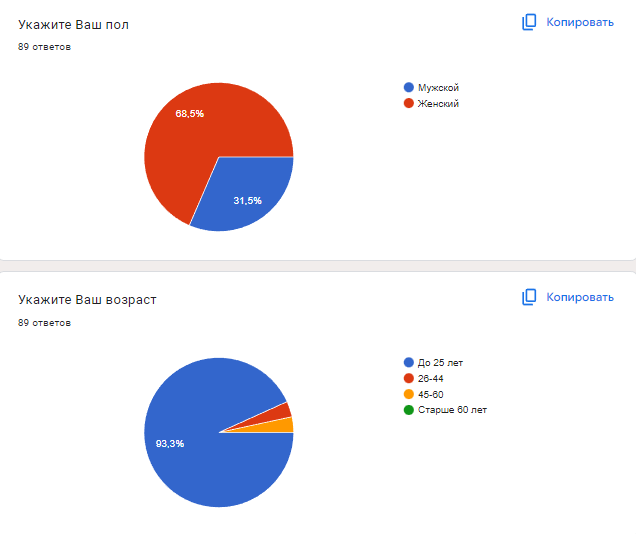 Укажите Ваш пол
Копировать
89 ответов
68,5%
31,5%
Мужской
Женский
Укажите Ваш возраст
Копировать
89 ответов
93,3%
До 25 лет
26-44
45-60
Старше 60 лет